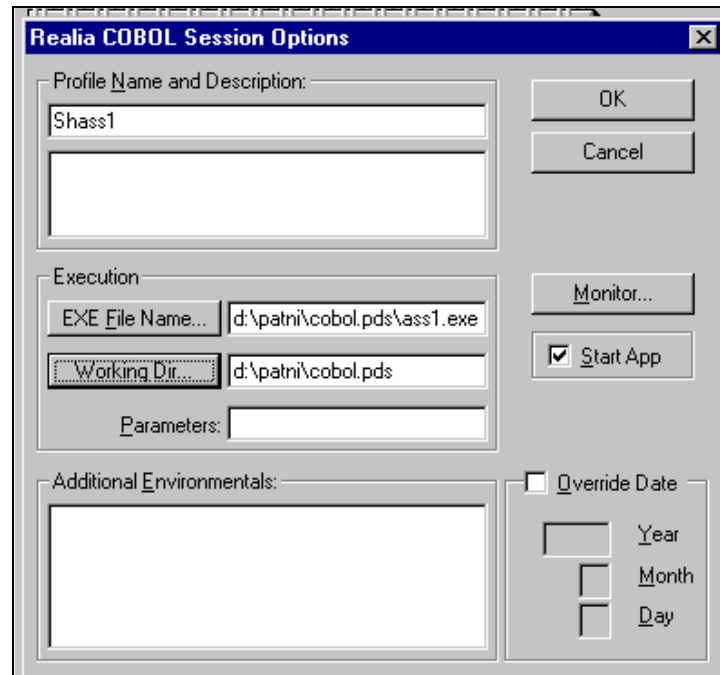 Realia COBOL Session Options
Profile Name and Description:
Shass1
OK
Cancel
Execution
EXE File Name...
d:\patni\cobol.pds\ass1.exe
Working Dir...
d:\patni\cobol.pds
Parameters:
Monitor...
Start App
Additional Environmentals:
Override Date
Year
Month
Day